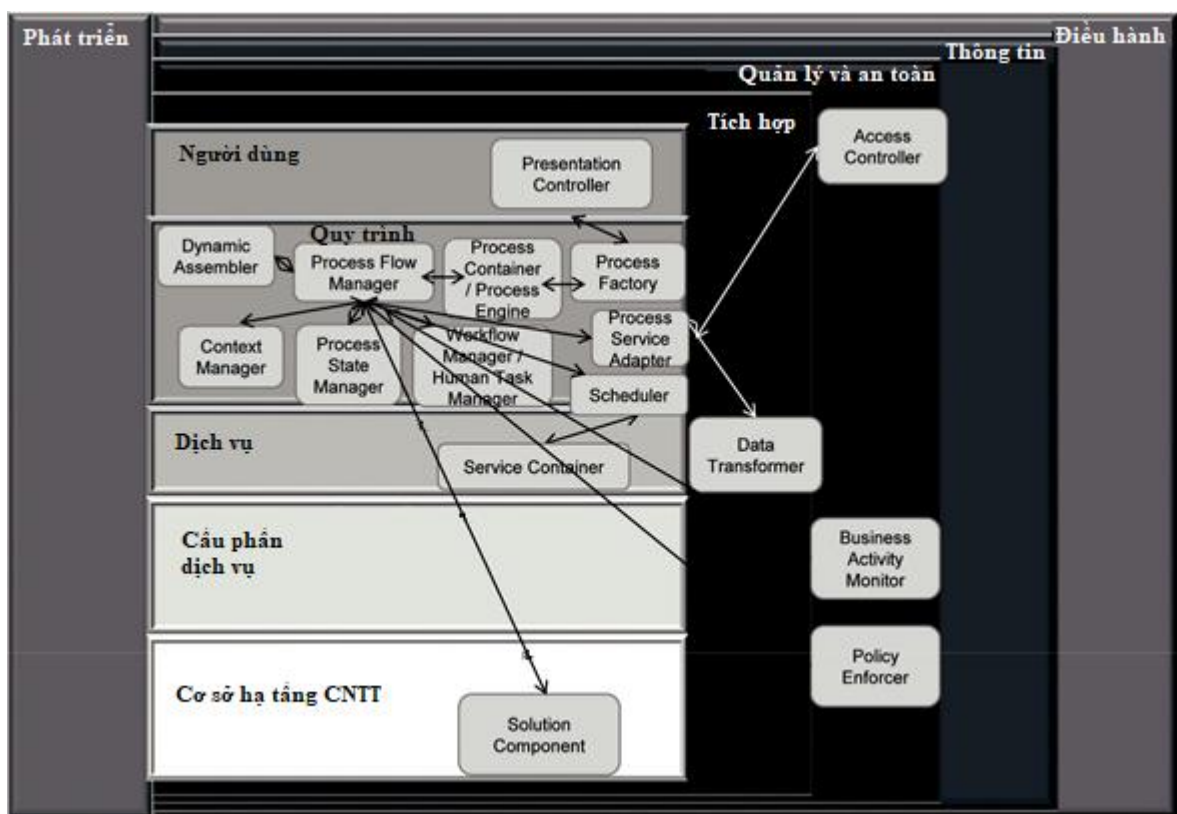 Phát triển
Điều hành
Thông tin
Quản lý và an toàn
Tích hợp
Access
Controller
Người dùng
Presentation
Controller
Quy trình
Dynamic
Assembler
Process Flow
Manager
Process
Container
/ Process
Engine
Process
Factory
Context
Manager
Process
State
Manager
Workflow
Manager /
Human Task
Manager
Process
Service
Adapter
Scheduler
Dịch vụ
Service Container
Data
Transformer
Cấu phần
dịch vụ
Business
Activity
Monitor
Policy
Enforcer
Cơ sở hạ tầng CNTT
Solution
Component